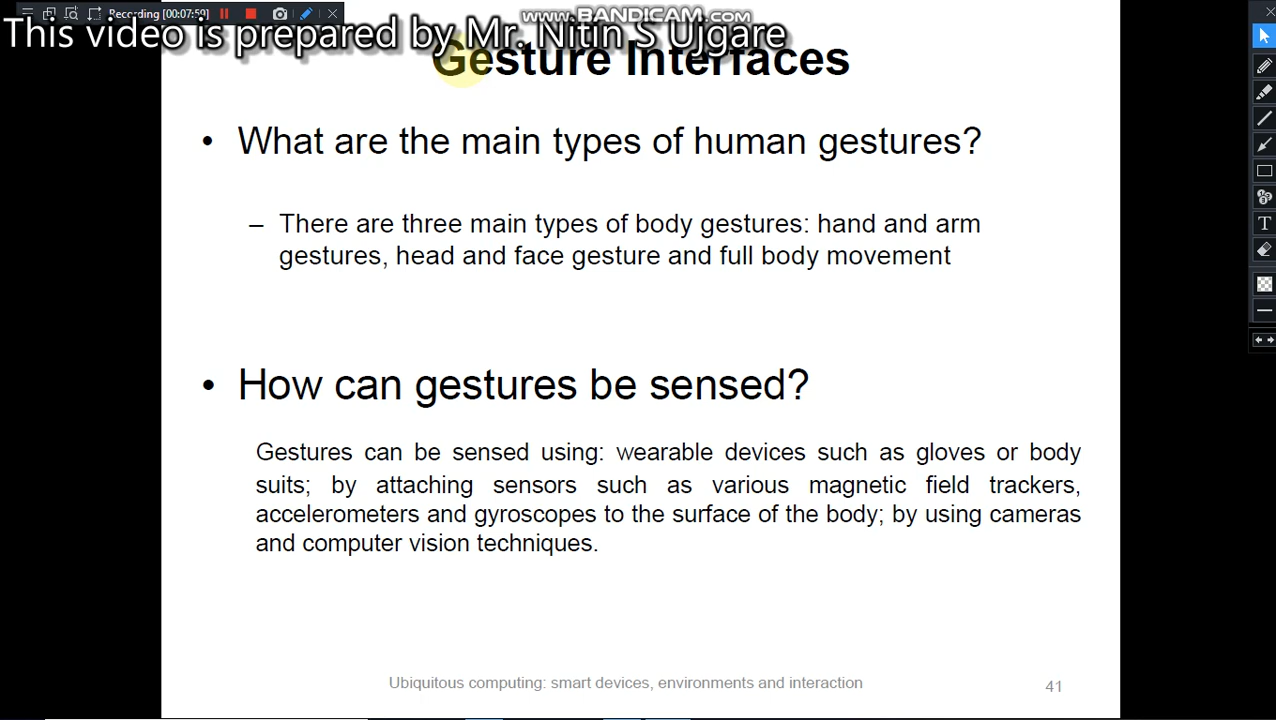 Recording [00:07:59]
www.BANDICAM.com
This video is prepared by Mr. Nitin S Ujgare
Gesture Interfaces
• What are the main types of human gestures?
– There are three main types of body gestures: hand and arm
gestures, head and face gesture and full body movement
• How can gestures be sensed?
Gestures can be sensed using: wearable devices such as gloves or body
suits; by attaching sensors such as various magnetic field trackers,
accelerometers and gyroscopes to the surface of the body; by using cameras
and computer vision techniques.
Ubiquitous computing: smart devices, environments and interaction
41